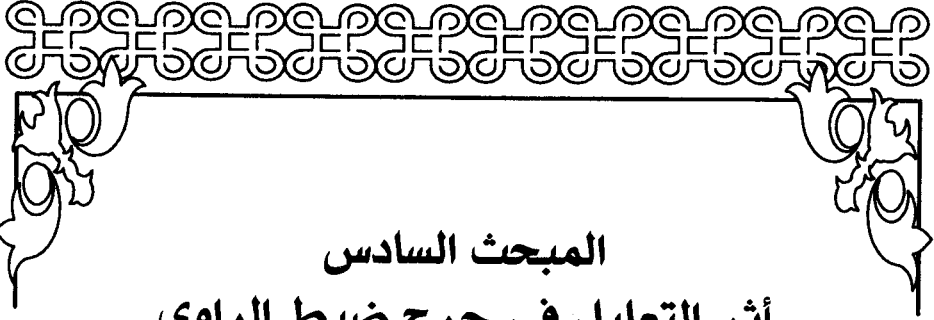 المبحث السادس
أثر التعليل في جرح ضبط الراوي